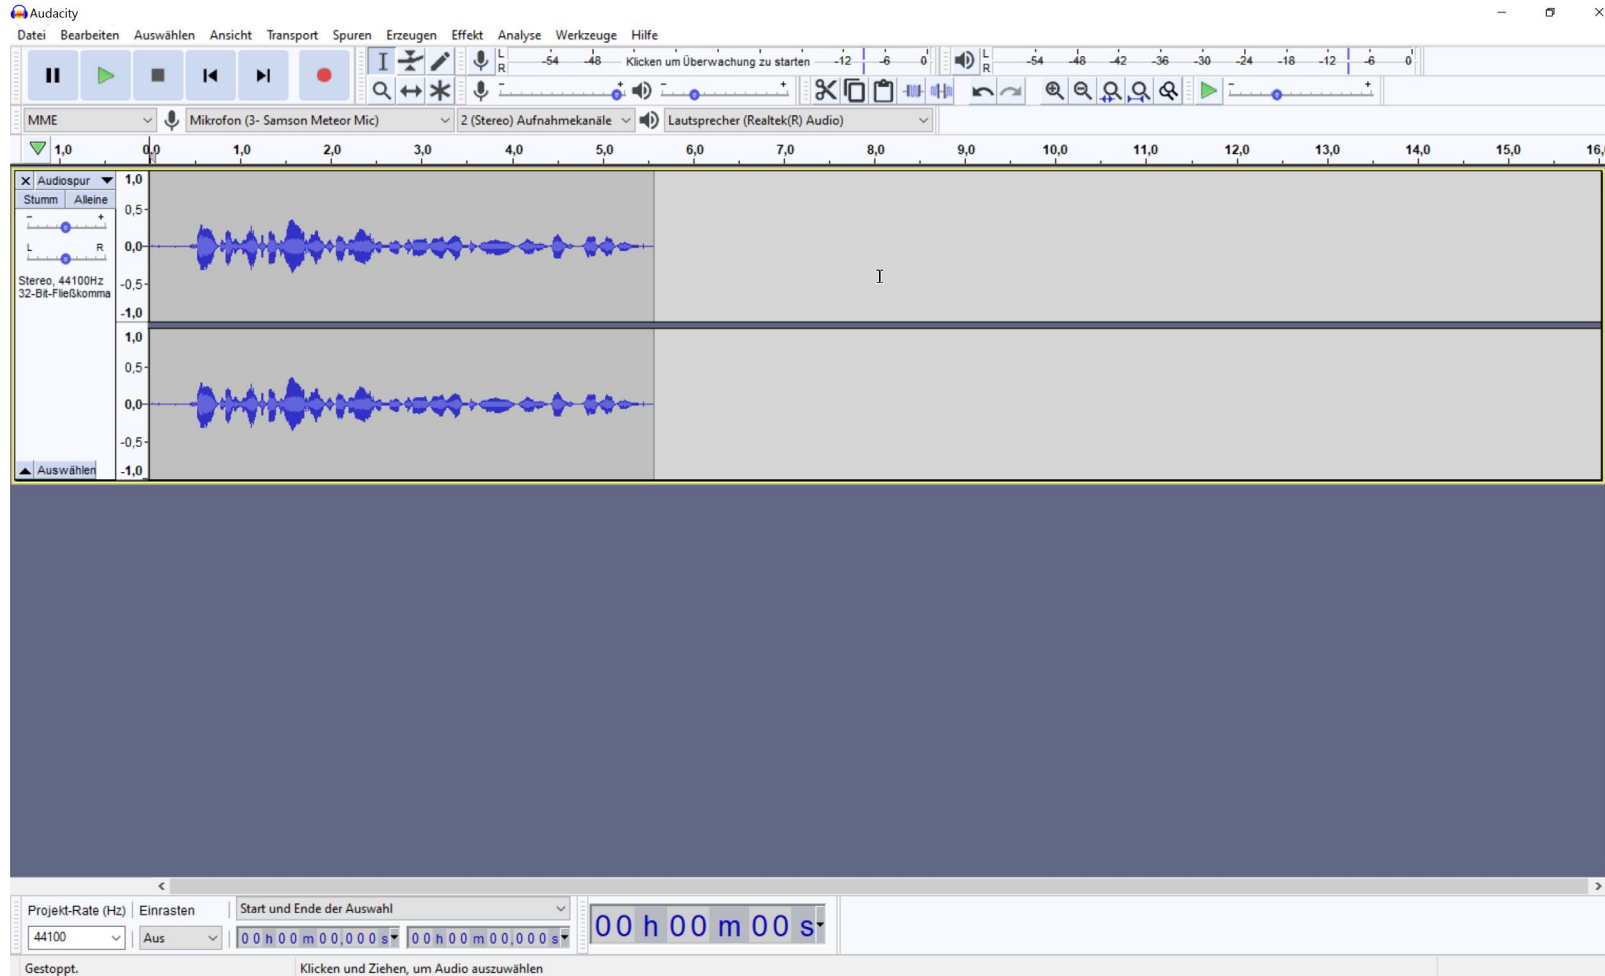 Audacity
Datei Bearbeiten Auswählen Ansicht Transport Spuren Erzeugen Effekt Analyse Werkzeuge Hilfe
L R -54 -48 Klicken um Überwachung zu starten -12 -6 0 L R -54 -48 -42 -36 -30 -24 -18 -12 -6 0
MME Mikrofon (3- Samson Meteor Mic) 2 (Stereo) Aufnahmekanäle Lautsprecher (Realtek(R) Audio)
1,0 0,0 1,0 2,0 3,0 4,0 5,0 6,0 7,0 8,0 9,0 10,0 11,0 12,0 13,0 14,0 15,0 16,
Audiospur 1,0
Stumm Alleine
- + 0,5
L R 0,0
Stereo, 44100Hz -0,5
32-Bit-Fließkomma
-1,0
1,0
0,5
0,0
-0,5
Auswählen -1,0
Projekt-Rate (Hz) Einrasten Start und Ende der Auswahl
44100 Aus 00 h 00 m 00,000 s 00 h 00 m 00,000 s 00 h 00 m 00 s
Gestoppt. Klicken und Ziehen, um Audio auszuwählen